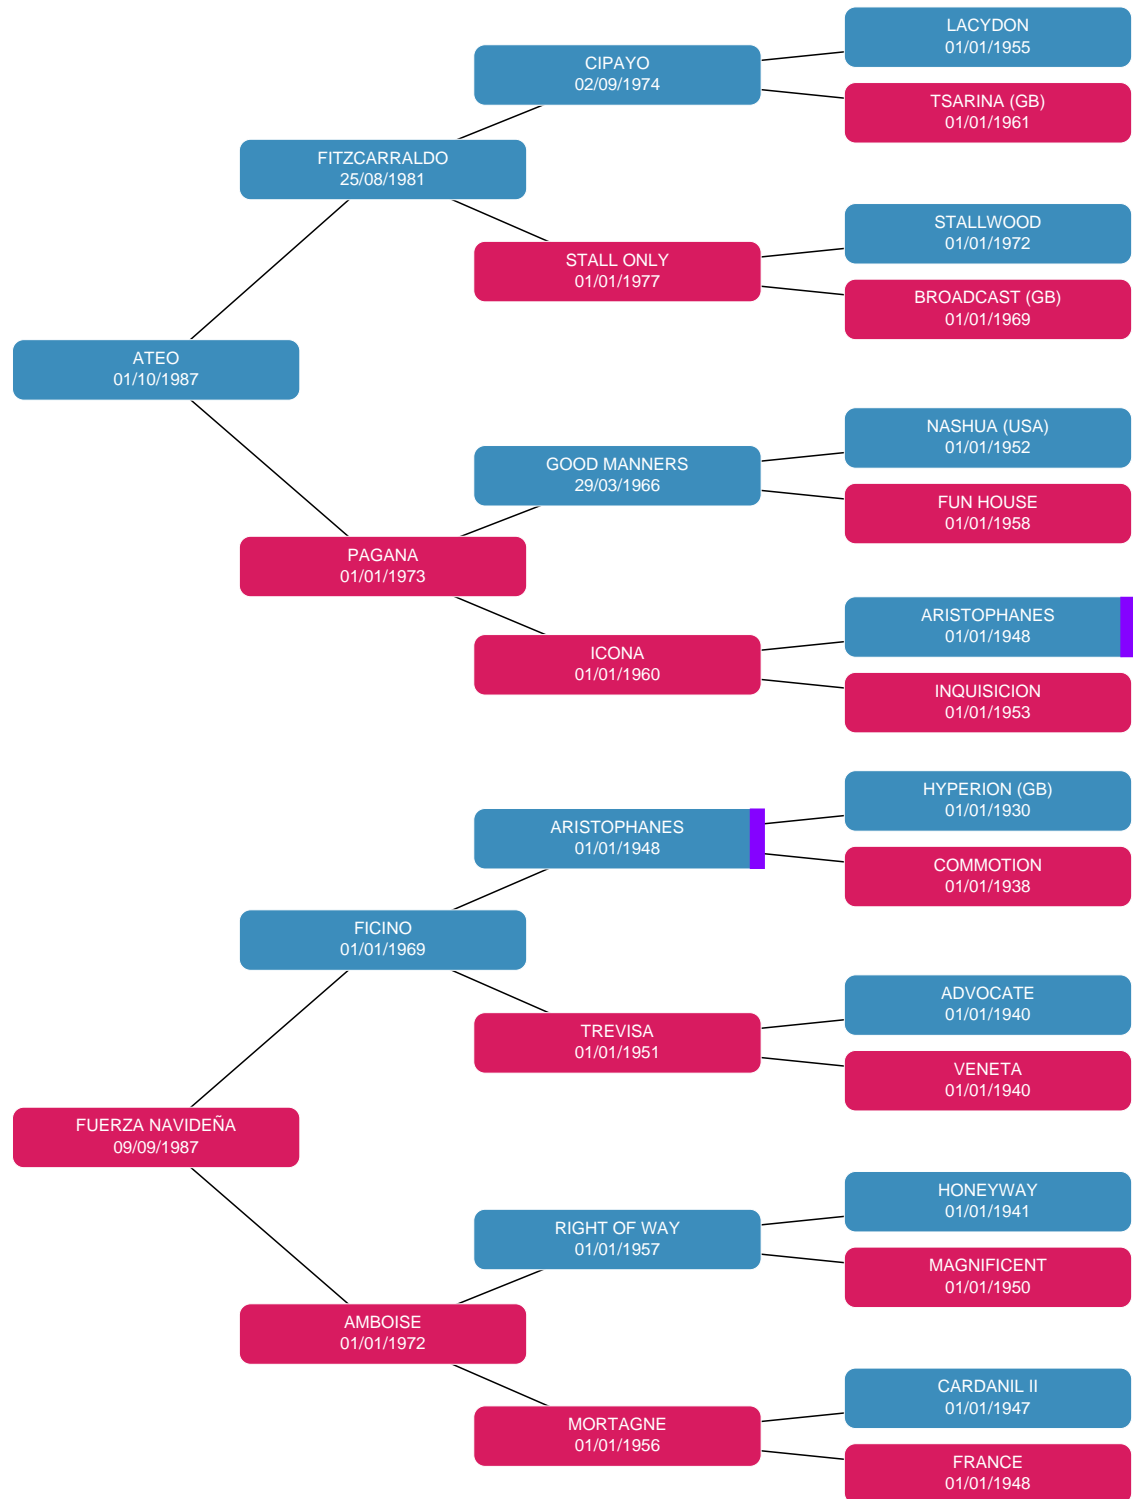 LACYDON
01/01/1955
CIPAYO
02/09/1974
TSARINA (GB)
01/01/1961
FITZCARRALDO
25/08/1981
STALLWOOD
01/01/1972
STALL ONLY
01/01/1977
BROADCAST (GB)
01/01/1969
ATEO
01/10/1987
NASHUA (USA)
01/01/1952
GOOD MANNERS
29/03/1966
FUN HOUSE
01/01/1958
PAGANA
01/01/1973
ARISTOPHANES
01/01/1948
ICONA
01/01/1960
INQUISICION
01/01/1953
HYPERION (GB)
01/01/1930
ARISTOPHANES
01/01/1948
COMMOTION
01/01/1938
FICINO
01/01/1969
ADVOCATE
01/01/1940
TREVISA
01/01/1951
VENETA
01/01/1940
FUERZA NAVIDEÑA
09/09/1987
HONEYWAY
01/01/1941
RIGHT OF WAY
01/01/1957
MAGNIFICENT
01/01/1950
AMBOISE
01/01/1972
CARDANIL II
01/01/1947
MORTAGNE
01/01/1956
FRANCE
01/01/1948